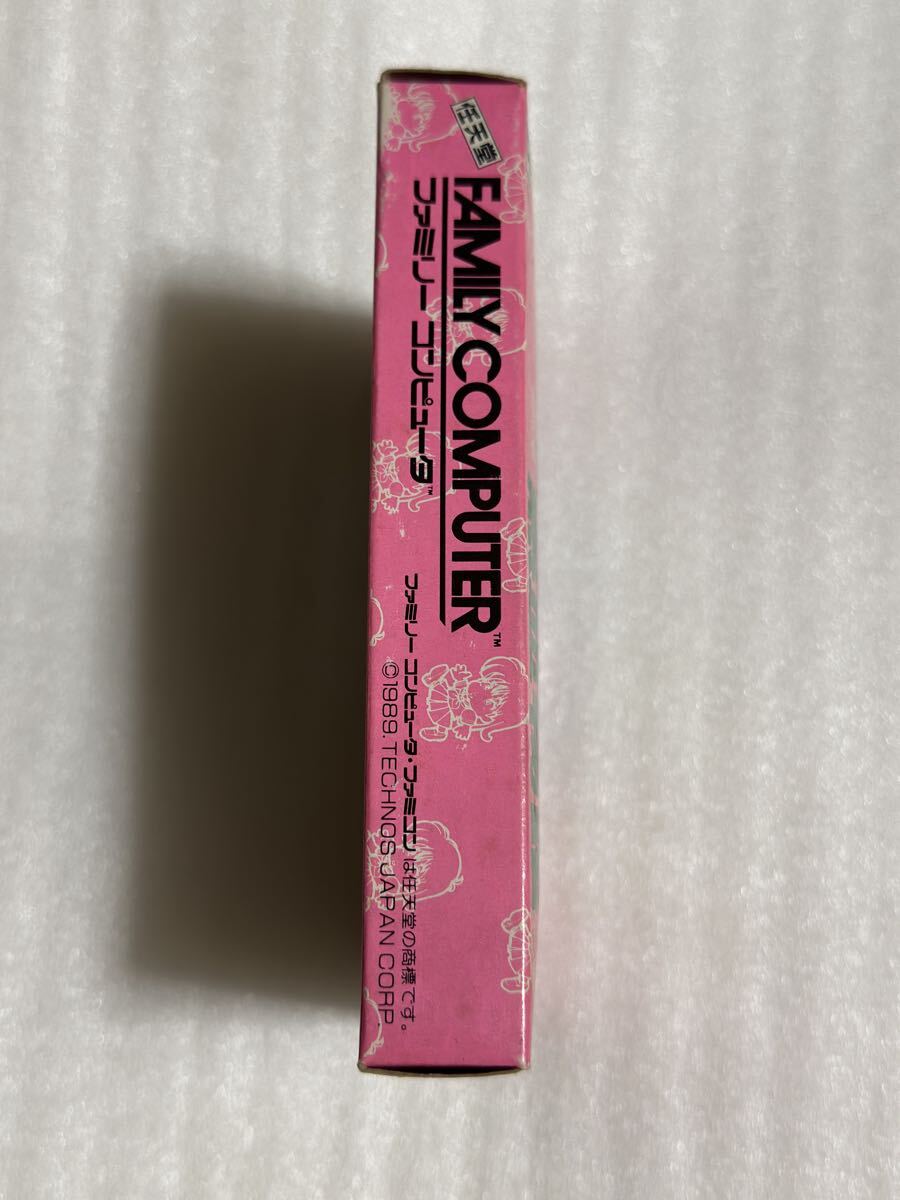 任天堂
FAMILY COMPUTER™
ファミリー コンピュータ™
ファミリー コンピュータ・ファミコンは任天堂の商標です。
©1989.TECHNOS JAPAN CORP